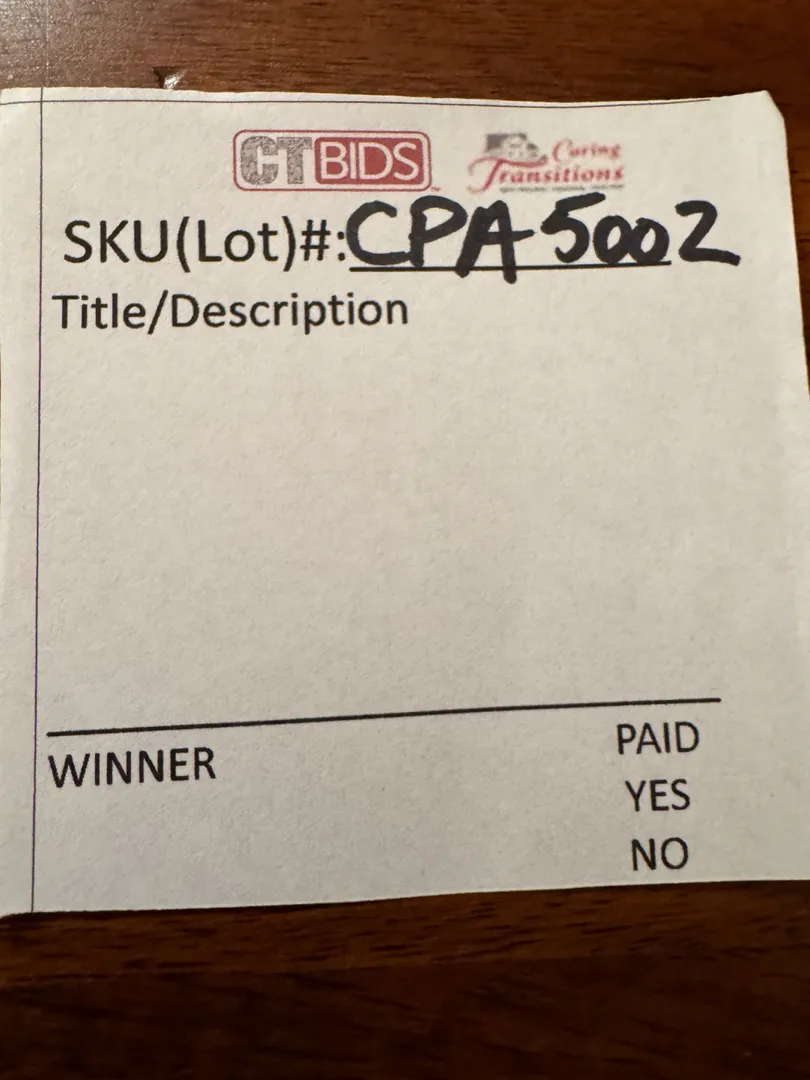 CTBIDS
Caring
Transitions
SKU(Lot)#:CPA5002
Title/Description
WINNER
PAID
YES
NO